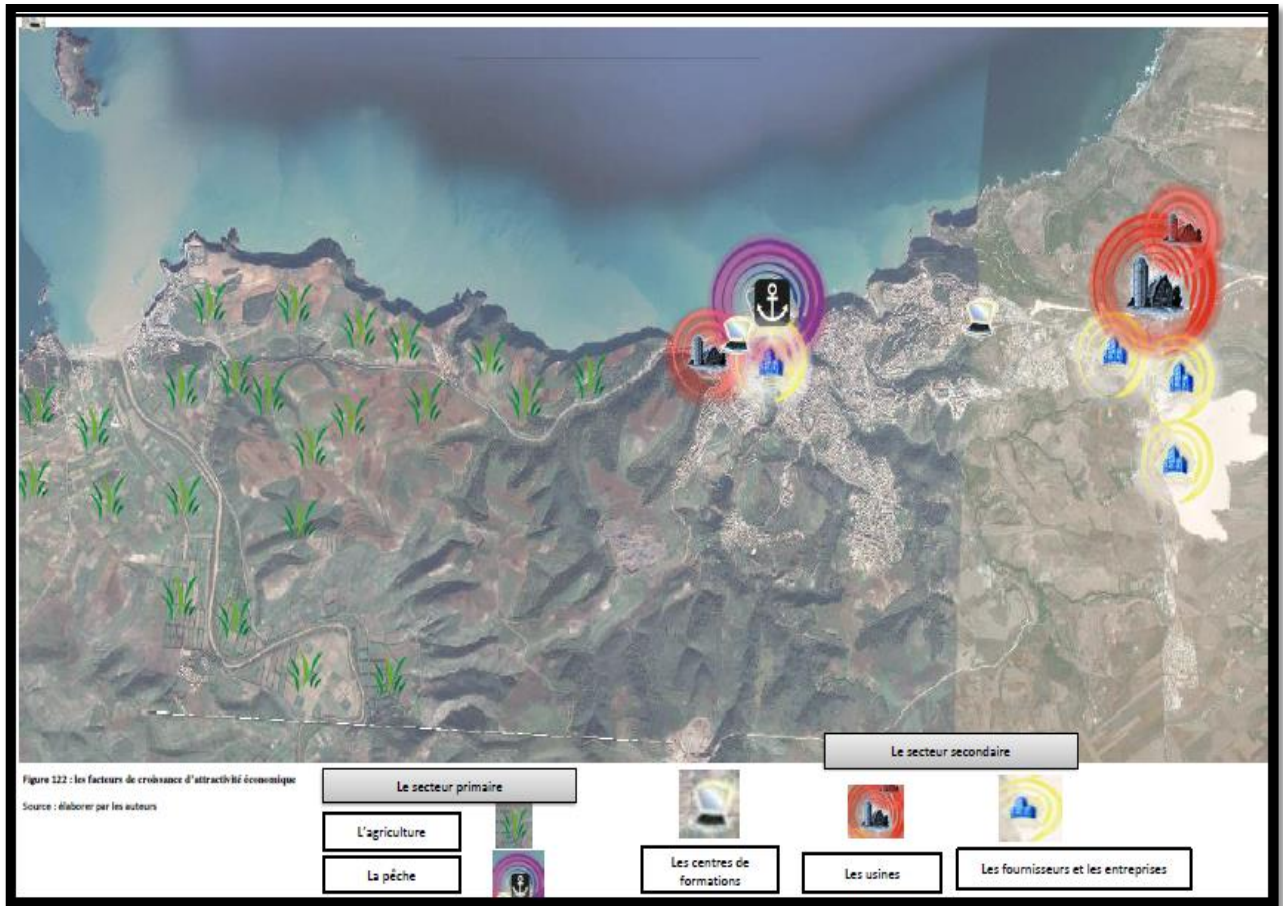 Figure 122 : les facteurs de croissance d'attractivité économique
Source : élaborer par les auteurs
Le secteur primaire
L'agriculture
La pêche
Les centres de
formations
Le secteur secondaire
Les usines
Les fournisseurs et les entreprises